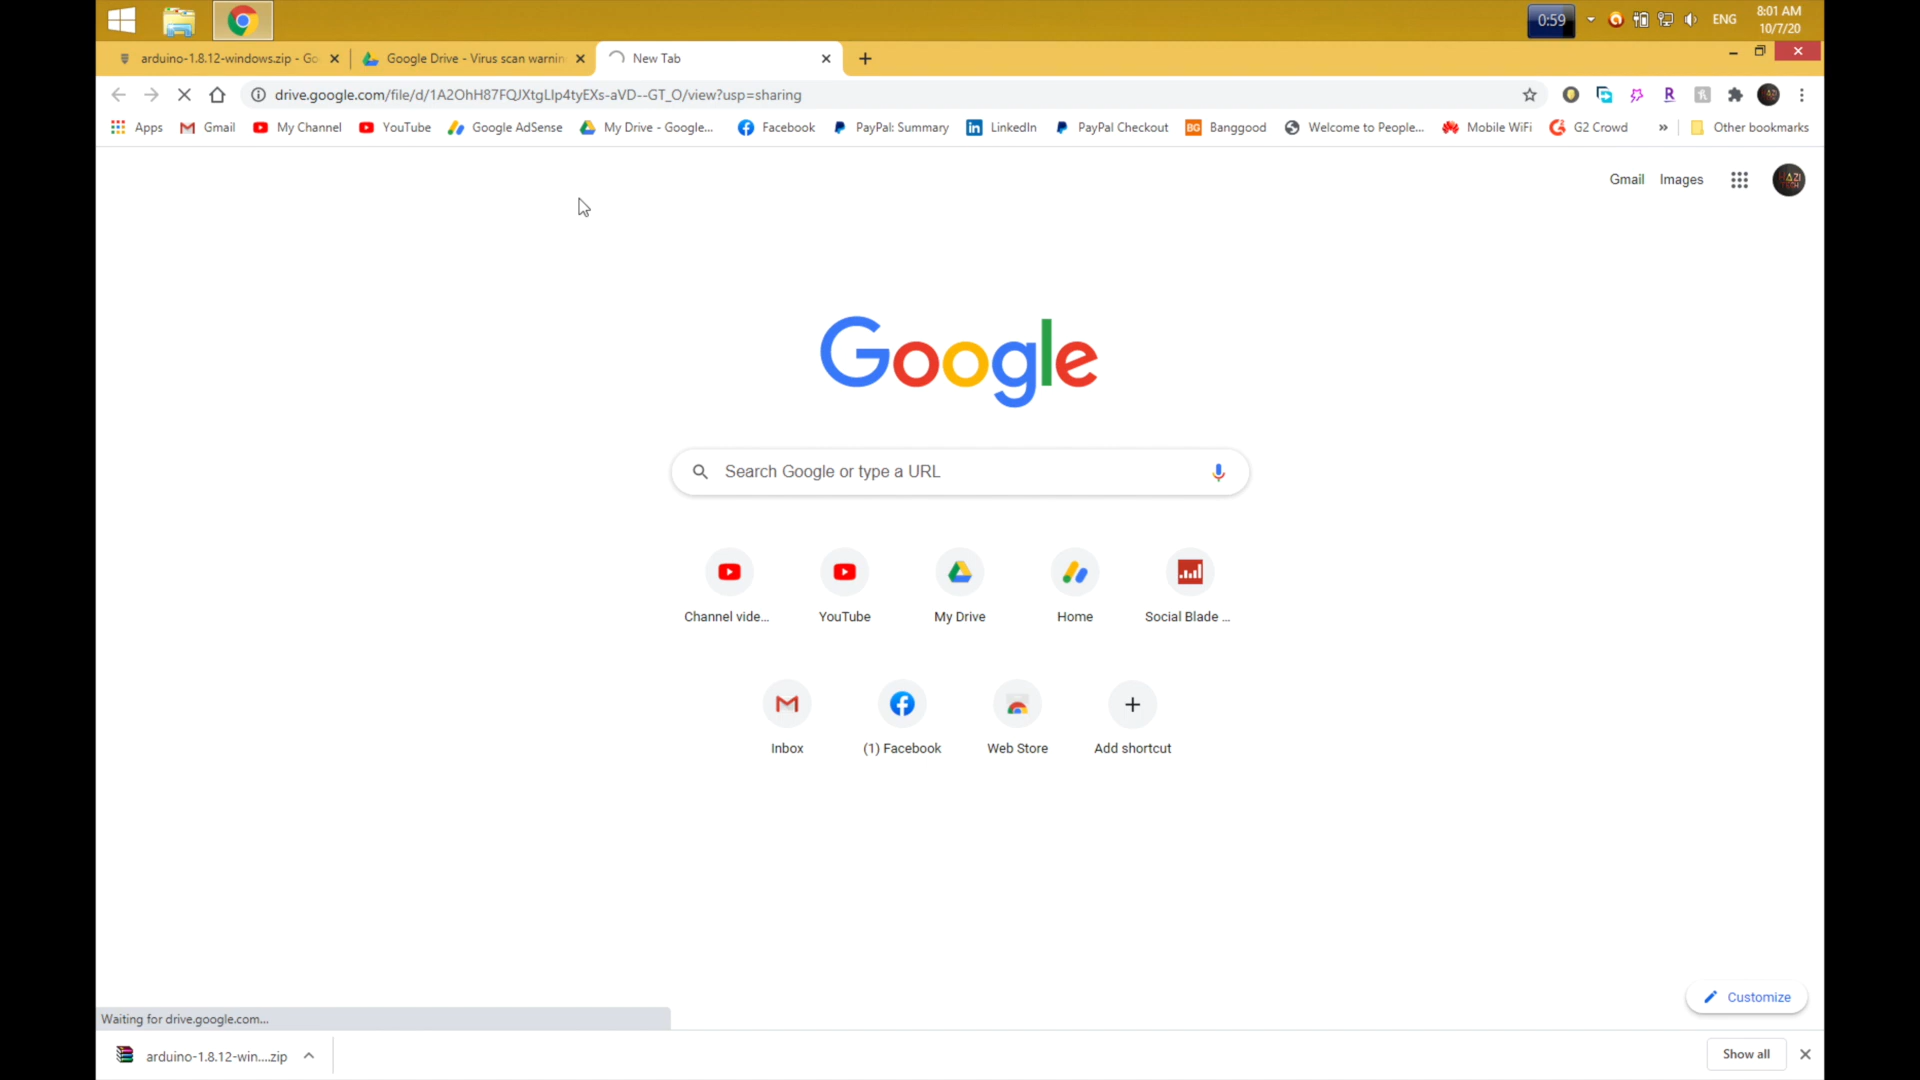 0:59
ENG
8:01 AM
10/7/20
arduino-1.8.12-windows.zip - Go
Google Drive - Virus scan warnin
New Tab
drive.google.com/file/d/1A2OhH87FQJXtgLIp4tyEXs-aVD--GT_O/view?usp=sharing
Apps
Gmail
My Channel
YouTube
Google AdSense
My Drive - Google...
Facebook
PayPal: Summary
LinkedIn
PayPal Checkout
BG Banggood
Welcome to People...
Mobile WiFi
G2 Crowd
»
Other bookmarks
Gmail
Images
HAZI
TECH
Google
Search Google or type a URL
Channel vide...
YouTube
My Drive
Home
Social Blade ...
Inbox
(1) Facebook
Web Store
Add shortcut
Customize
Waiting for drive.google.com...
arduino-1.8.12-win....zip
Show all